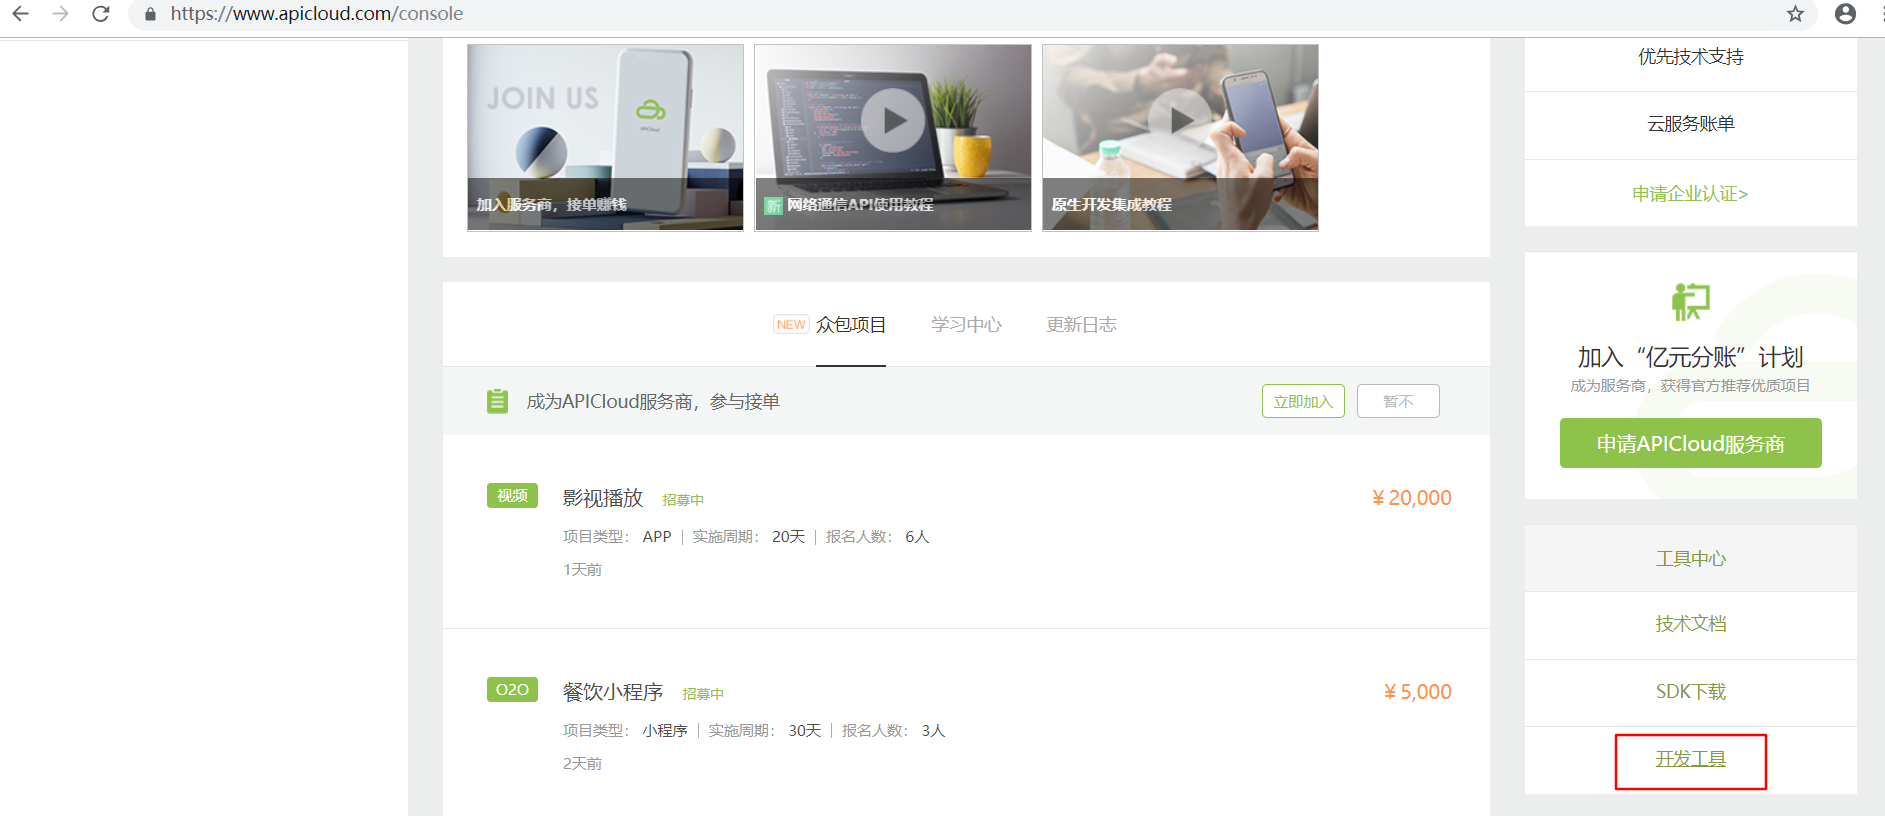 https://www.apicloud.com/console
JOIN US
APICloud
加入服务商，接单赚钱
新 网络通信API使用教程
原生开发集成教程
优先技术支持
云服务账单
申请企业认证>
加入“亿元分账”计划
成为服务商，获得官方推荐优质项目
申请APICloud服务商
NEW 众包项目 学习中心 更新日志
成为APICloud服务商，参与接单 立即加入 暂不
视频 影视播放 招募中 ¥ 20,000
项目类型： APP | 实施周期： 20天 | 报名人数： 6人
1天前
O2O 餐饮小程序 招募中 ¥ 5,000
项目类型： 小程序 | 实施周期： 30天 | 报名人数： 3人
2天前
工具中心
技术文档
SDK下载
开发工具